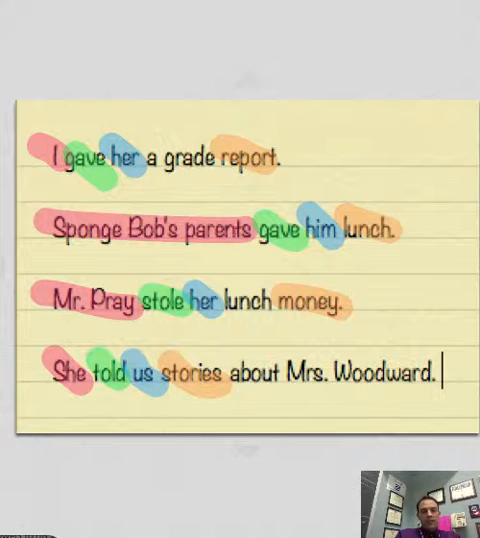 I gave her a grade report.
Sponge Bob's parents gave him lunch.
Mr. Pray stole her lunch money.
She told us stories about Mrs. Woodward.